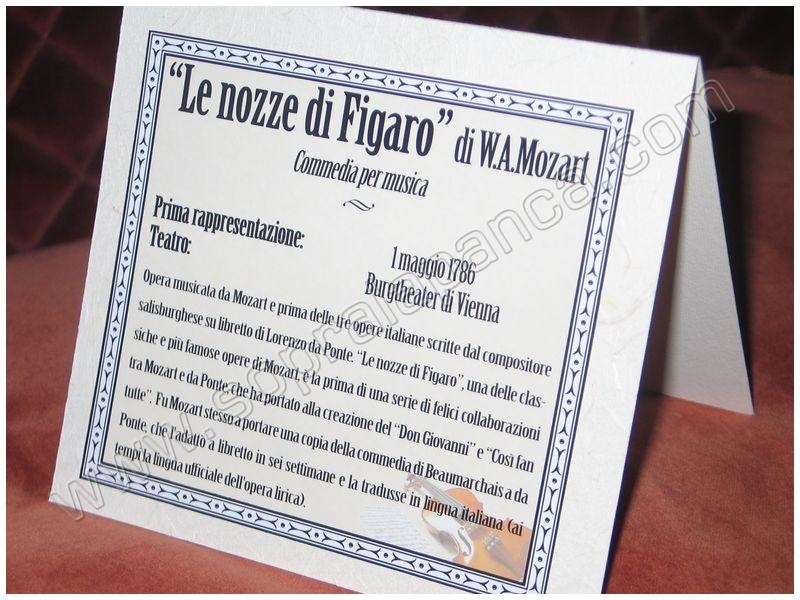 “Le nozze di Figaro” di W.A.Mozart
Commedia per musica
Prima rappresentazione: 1 maggio 1786
Teatro: Burgtheater di Vienna
Opera musicata da Mozart e prima delle tre opere italiane scritte dal compositore
salisburghese su libretto di Lorenzo da Ponte. “Le nozze di Figaro”, una delle clas-
siche e più famose opere di Mozart, è la prima di una serie di felici collaborazioni
tra Mozart e da Ponte, che ha portato alla creazione del “Don Giovanni” e “Così fan
tutte”. Fu Mozart stesso a portare una copia della commedia di Beaumarchais a da
Ponte, che l'adattò a libretto in sei settimane e la tradusse in lingua italiana (ai
tempi la lingua ufficiale dell'opera lirica).
www.sopralapanca.com